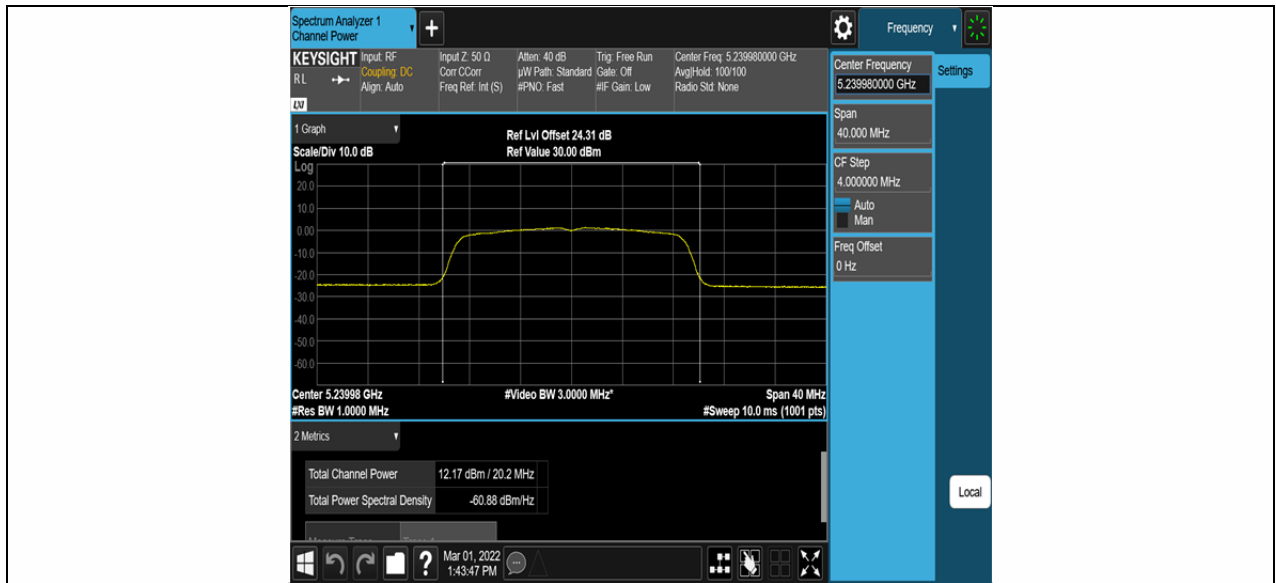 Spectrum Analyzer 1
Channel Power
+
Frequency
KEYSIGHT
RL
LXI
Input: RF
Coupling: DC
Align: Auto
Input Z: 50 Ω
Corr CCorr
Freq Ref: Int (S)
Atten: 40 dB
µW Path: Standard
#PNO: Fast
Trig: Free Run
Gate: Off
#IF Gain: Low
Center Freq: 5.239980000 GHz
Avg|Hold: 100/100
Radio Std: None
Center Frequency
5.239980000 GHz
Settings
Span
40.000 MHz
CF Step
4.000000 MHz
Auto
Man
Freq Offset
0 Hz
Local
1 Graph
Scale/Div 10.0 dB
Ref Lvl Offset 24.31 dB
Ref Value 30.00 dBm
Log
20.0
10.0
0.00
-10.0
-20.0
-30.0
-40.0
-50.0
-60.0
Center 5.23998 GHz
#Video BW 3.0000 MHz*
Span 40 MHz
#Res BW 1.0000 MHz
#Sweep 10.0 ms (1001 pts)
2 Metrics
Total Channel Power 12.17 dBm / 20.2 MHz
Total Power Spectral Density -60.88 dBm/Hz
?
Mar 01, 2022
1:43:47 PM